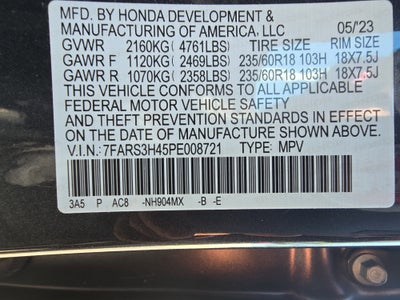 MFD. BY HONDA DEVELOPMENT &
MANUFACTURING OF AMERICA, LLC 05/'23
GVWR 2160KG (4761LBS) TIRE SIZE RIM SIZE
GAWR F 1120KG (2469LBS) 235/60R18 103H 18X7.5J
GAWR R 1070KG (2358LBS) 235/60R18 103H 18X7.5J
THIS VEHICLE CONFORMS TO ALL APPLICABLE
FEDERAL MOTOR VEHICLE SAFETY
AND THEFT PREVENTION STANDARDS IN EFFECT ON
THE DATE OF MANUFACTURE SHOWN ABOVE.
V.I.N.: 7FARS3H45PE008721 TYPE: MPV
3A5 P AC8 -NH904MX -B -E